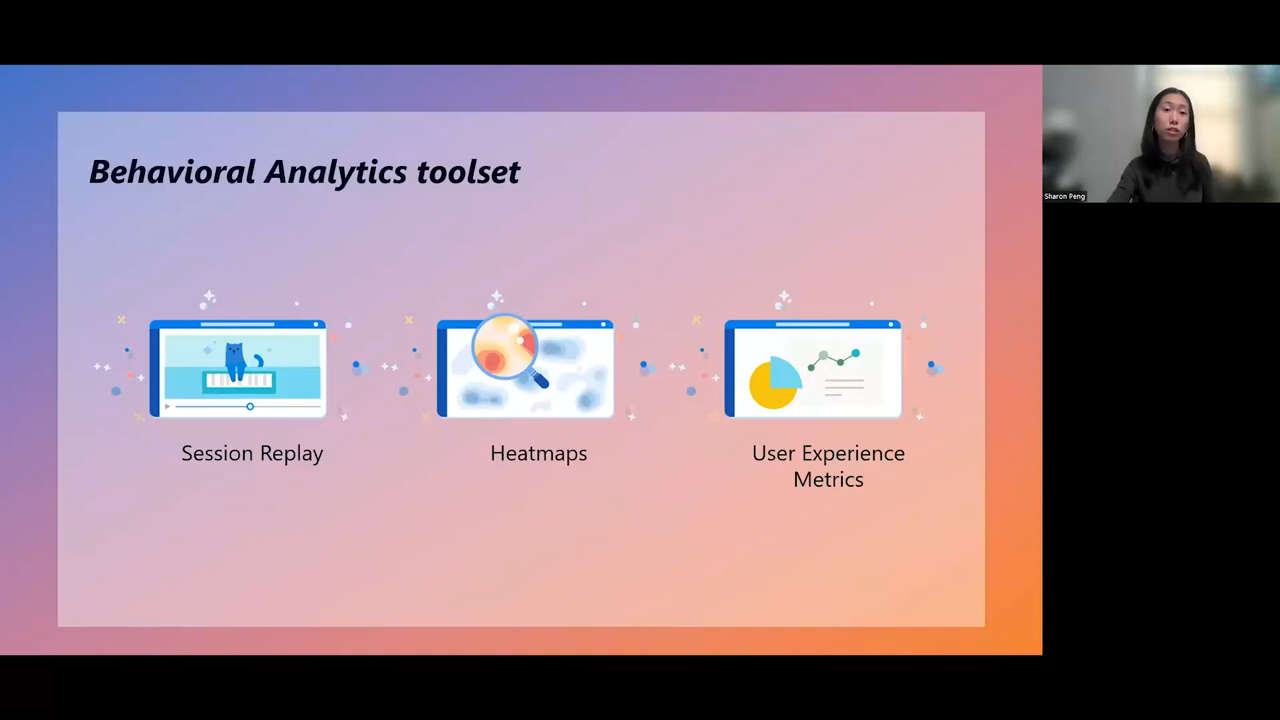 Behavioral Analytics toolset
Sharon Peng
Session Replay
Heatmaps
User Experience
Metrics